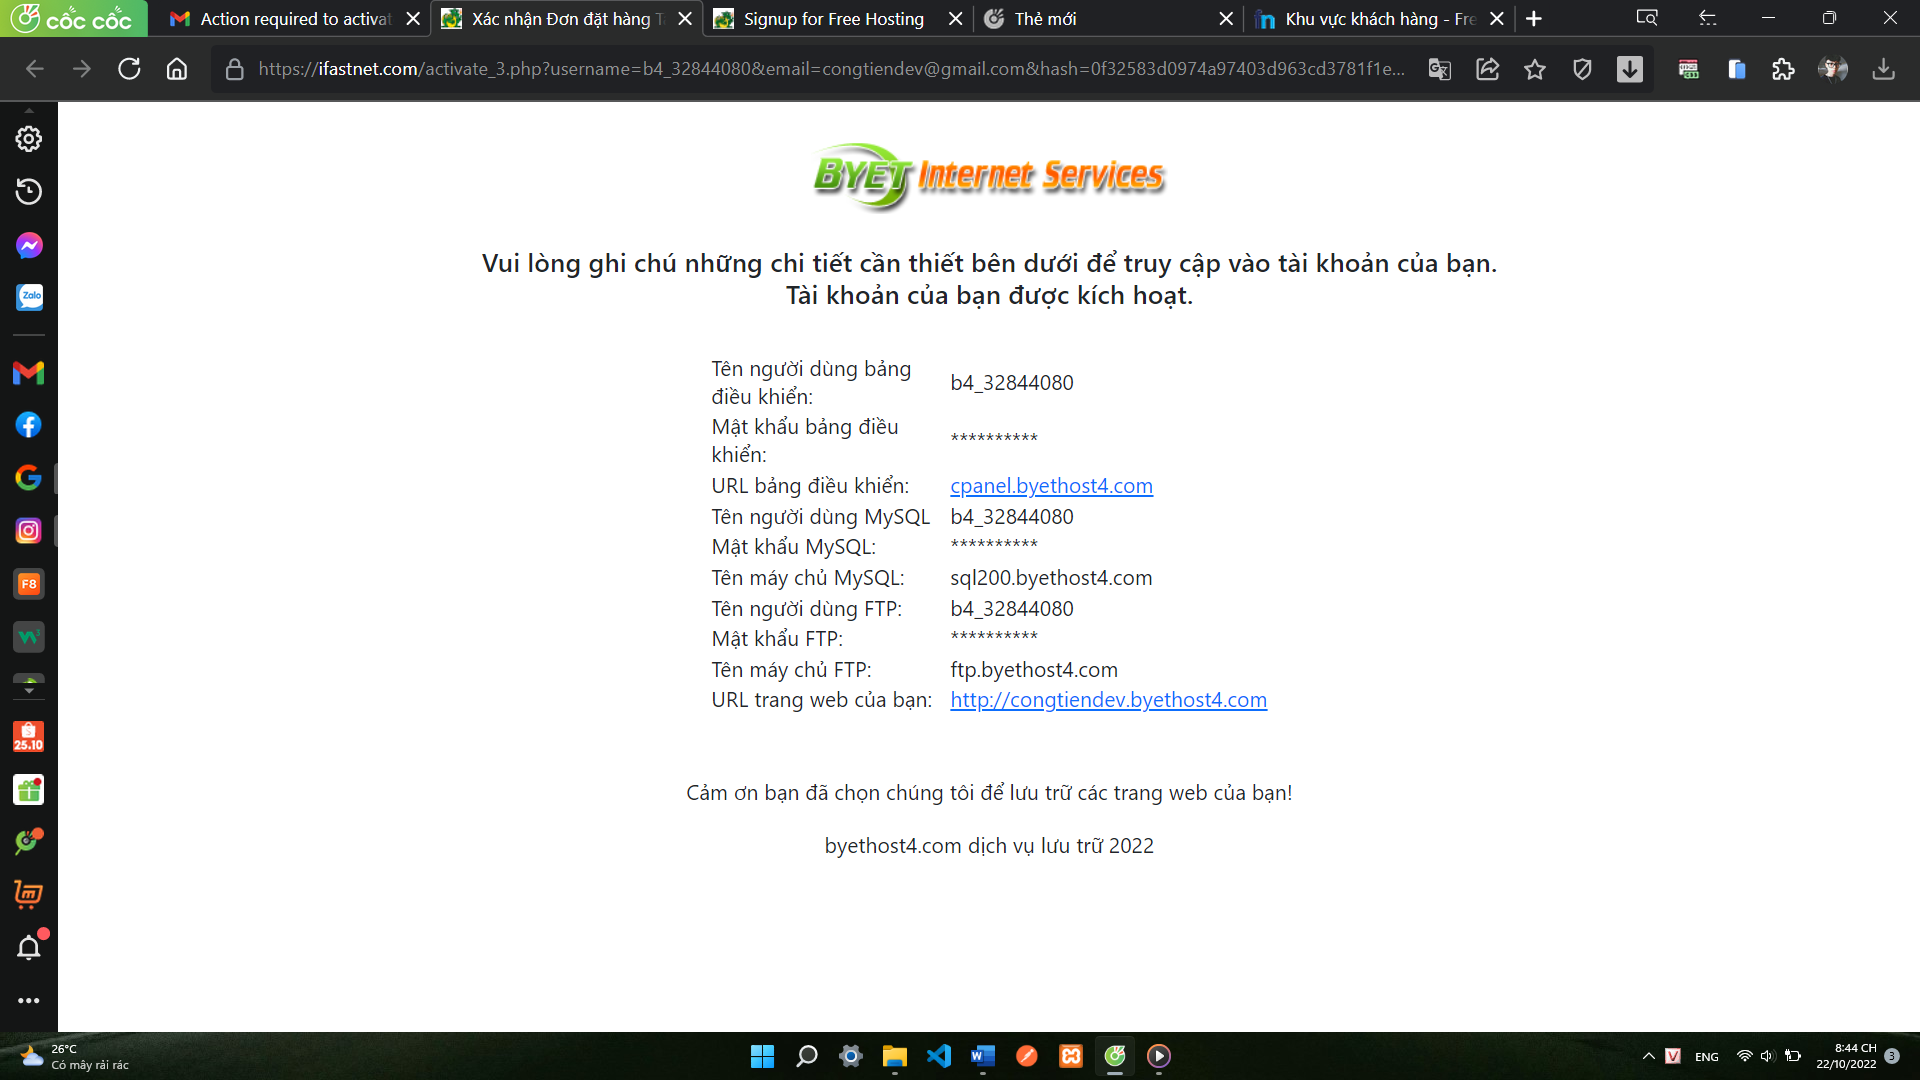 cốc cốc
Action required to activat
Xác nhận Đơn đặt hàng T
Signup for Free Hosting
Thẻ mới
Khu vực khách hàng - Fre
https://ifastnet.com/activate_3.php?username=b4_32844080&email=congtiendev@gmail.com&hash=0f32583d0974a97403d963cd3781f1e...
BYET Internet Services
Vui lòng ghi chú những chi tiết cần thiết bên dưới để truy cập vào tài khoản của bạn.
Tài khoản của bạn được kích hoạt.
Tên người dùng bảng
điều khiển:
b4_32844080
Mật khẩu bảng điều
khiển:
**********
URL bảng điều khiển: cpanel.byethost4.com
Tên người dùng MySQL b4_32844080
Mật khẩu MySQL: **********
Tên máy chủ MySQL: sql200.byethost4.com
Tên người dùng FTP: b4_32844080
Mật khẩu FTP: **********
Tên máy chủ FTP: ftp.byethost4.com
URL trang web của bạn: http://congtiendev.byethost4.com
Cảm ơn bạn đã chọn chúng tôi để lưu trữ các trang web của bạn!
byethost4.com dịch vụ lưu trữ 2022
Zalo
F8
25.10
26°C
Có mây rải rác
ENG
8:44 CH
22/10/2022
3